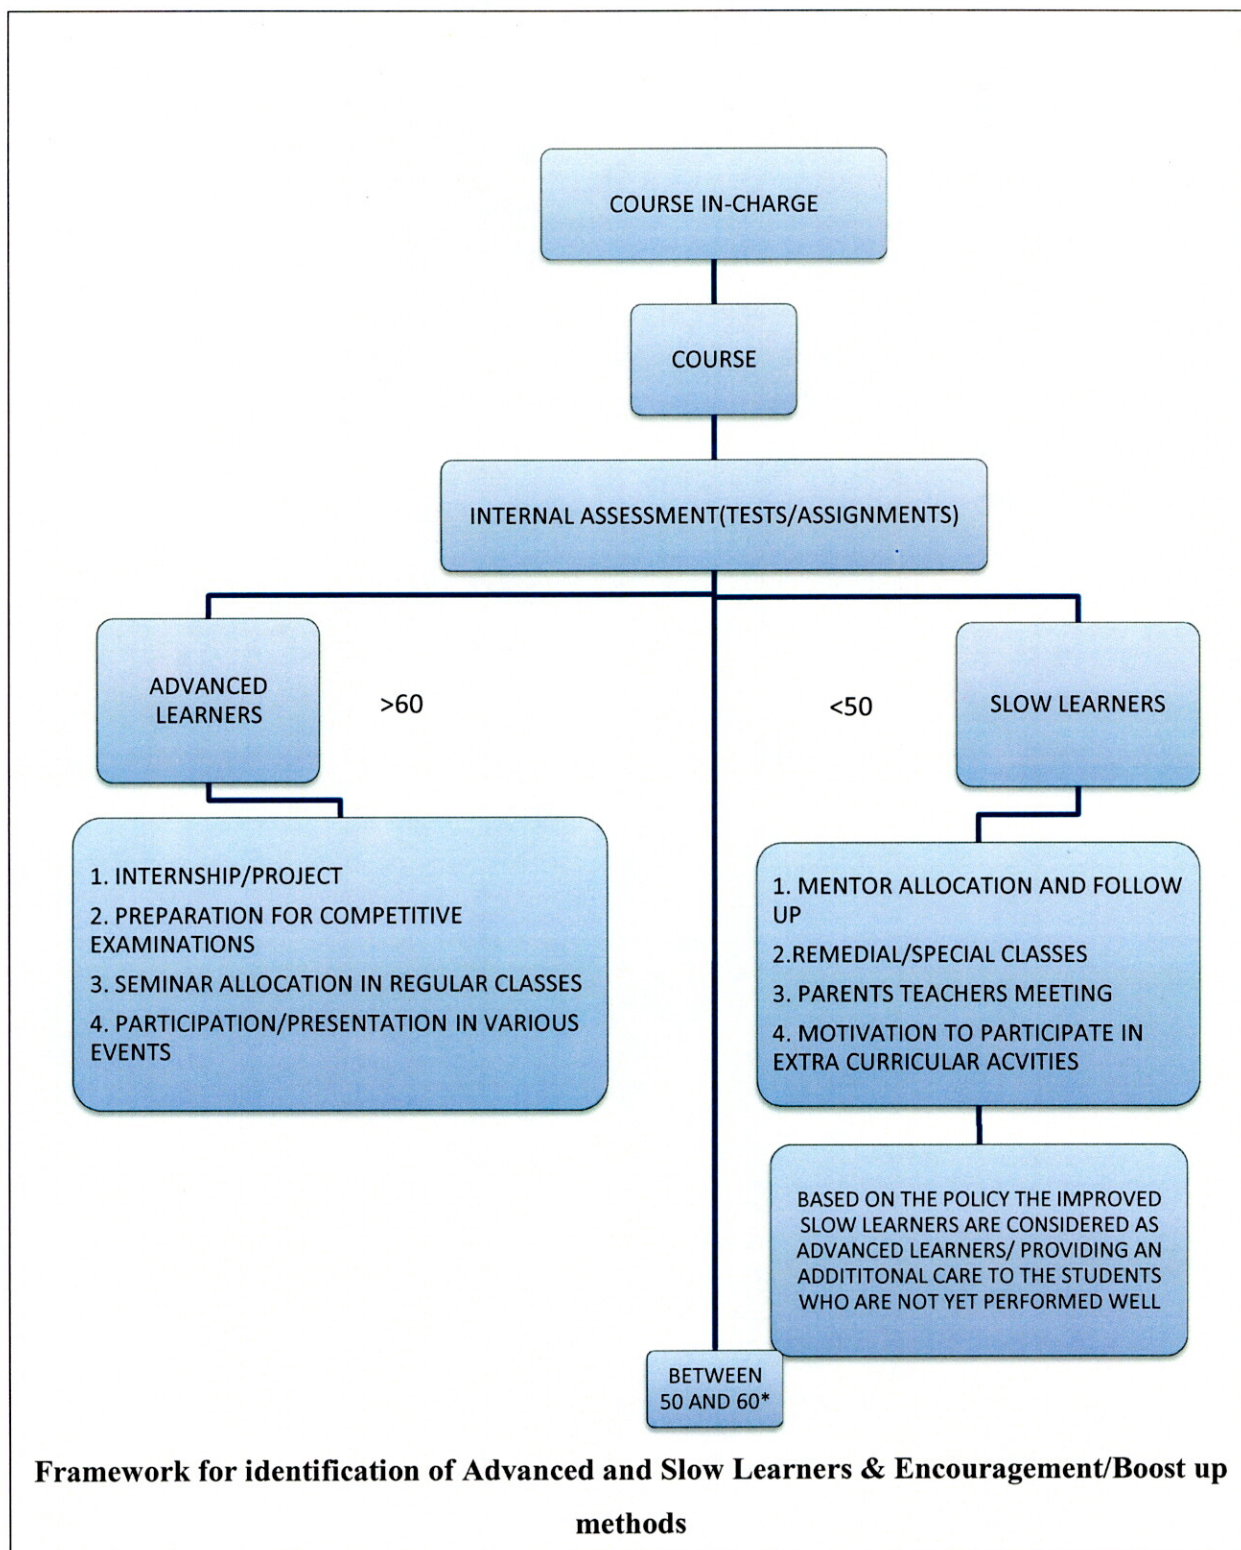 COURSE IN-CHARGE
COURSE
INTERNAL ASSESSMENT(TESTS/ASSIGNMENTS)
ADVANCED
LEARNERS
>60
<50
SLOW LEARNERS
1. INTERNSHIP/PROJECT
2. PREPARATION FOR COMPETITIVE
EXAMINATIONS
3. SEMINAR ALLOCATION IN REGULAR CLASSES
4. PARTICIPATION/PRESENTATION IN VARIOUS
EVENTS
1. MENTOR ALLOCATION AND FOLLOW
UP
2.REMEDIAL/SPECIAL CLASSES
3. PARENTS TEACHERS MEETING
4. MOTIVATION TO PARTICIPATE IN
EXTRA CURRICULAR ACVITIES
BASED ON THE POLICY THE IMPROVED
SLOW LEARNERS ARE CONSIDERED AS
ADVANCED LEARNERS/ PROVIDING AN
ADDITITONAL CARE TO THE STUDENTS
WHO ARE NOT YET PERFORMED WELL
BETWEEN
50 AND 60*
Framework for identification of Advanced and Slow Learners & Encouragement/Boost up
methods